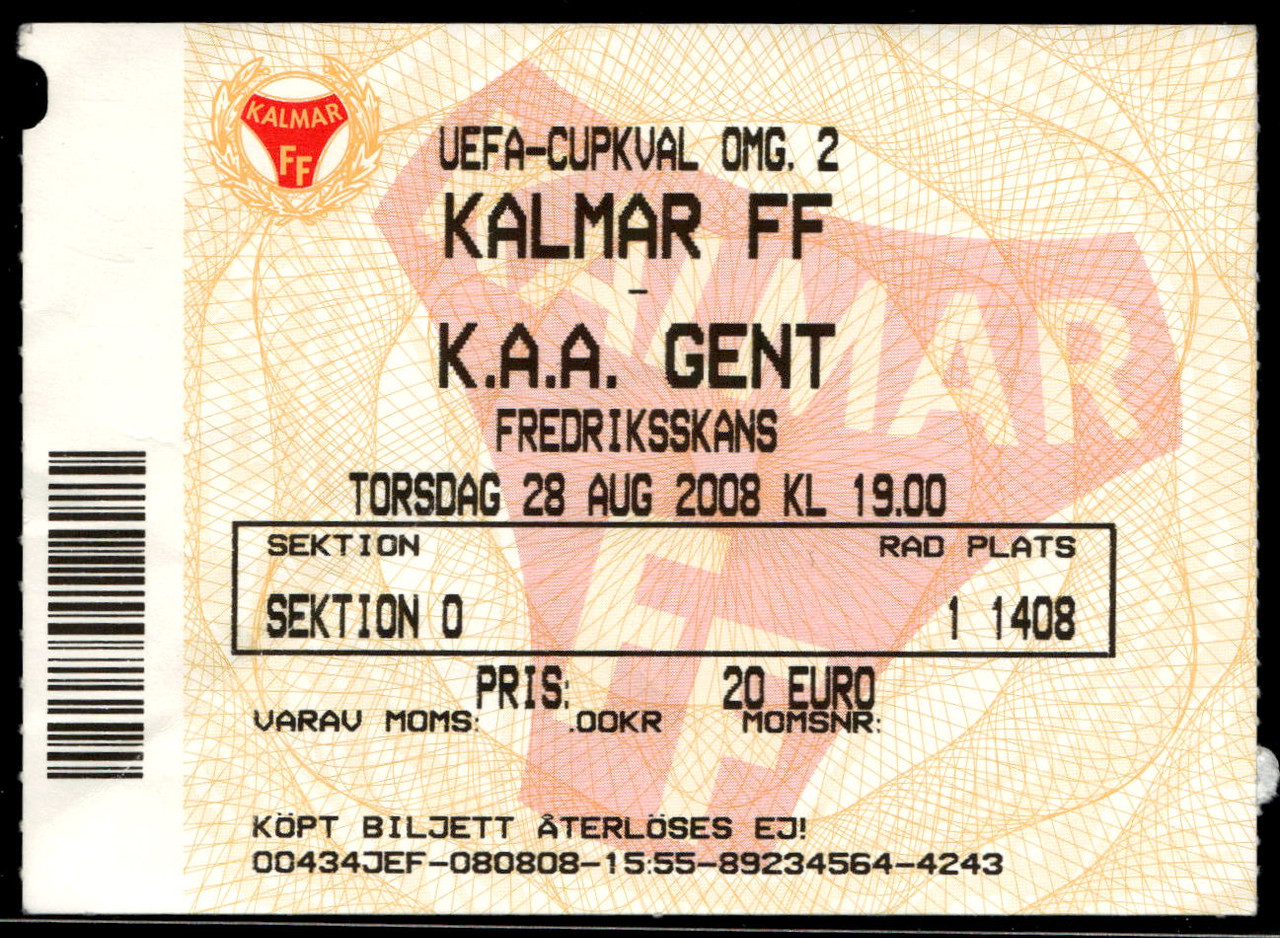 KALMAR
FF
UEFA-CUPKVAL OMG. 2
KALMAR FF
-
K.A.A. GENT
FREDRIKSSKANS
TORSDAG 28 AUG 2008 KL 19.00
SEKTION RAD PLATS
SEKTION O 1 1408
PRIS: 20 EURO
VARAV MOMS: .00KR MOMSNR:
KÖPT BILJETT ÅTERLÖSES EJ!
00434JEF-080808-15:55-89234564-4243
KALMAR
FF